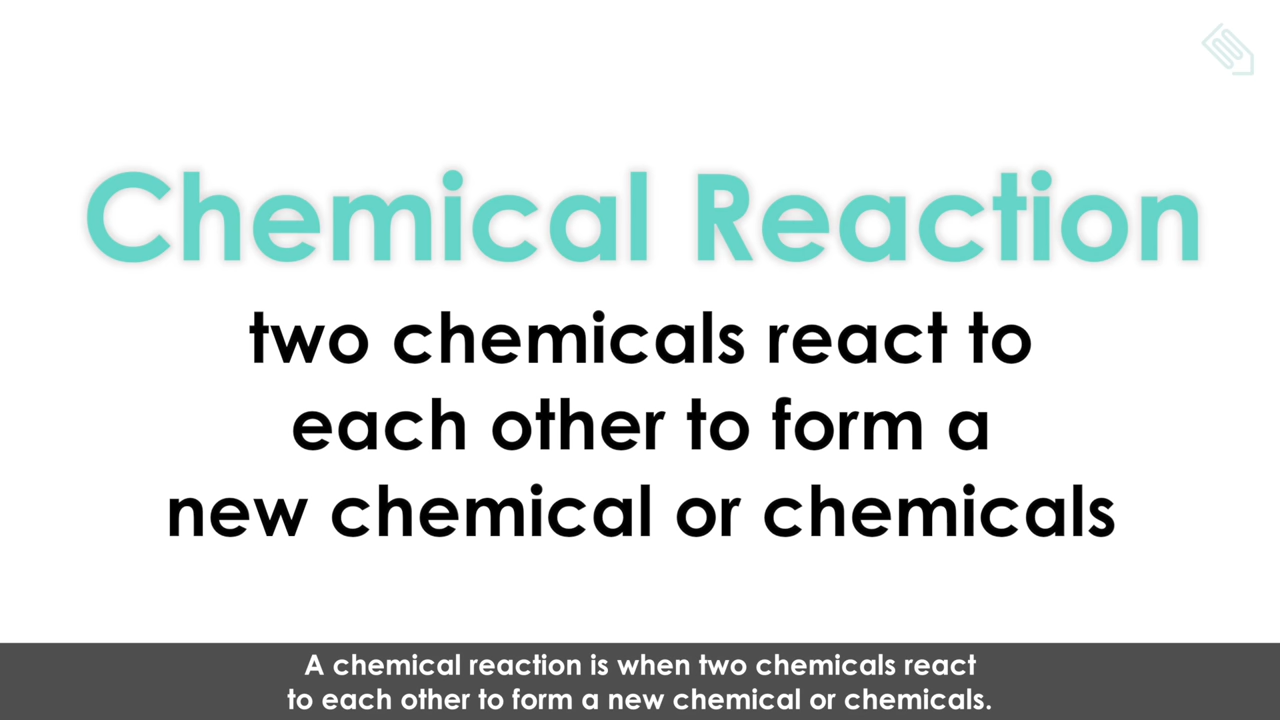 Chemical Reaction
two chemicals react to
each other to form a
new chemical or chemicals
A chemical reaction is when two chemicals react
to each other to form a new chemical or chemicals.